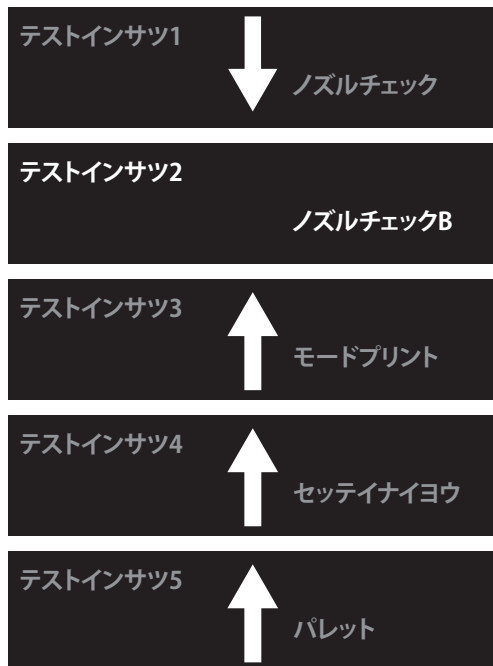 テストインサツ1
ノズルチェック
テストインサツ2
ノズルチェックB
テストインサツ3
モードプリント
テストインサツ4
セッテイナイヨウ
テストインサツ5
パレット